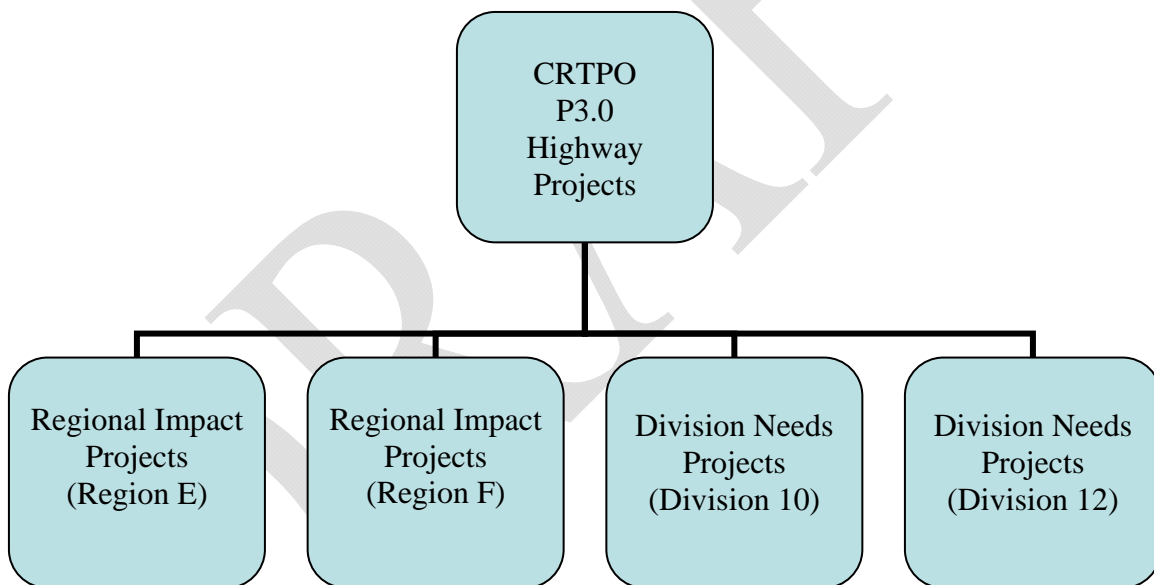 CRTPO
P3.0
Highway
Projects
Regional Impact
Projects
(Region E)
Regional Impact
Projects
(Region F)
Division Needs
Projects
(Division 10)
Division Needs
Projects
(Division 12)